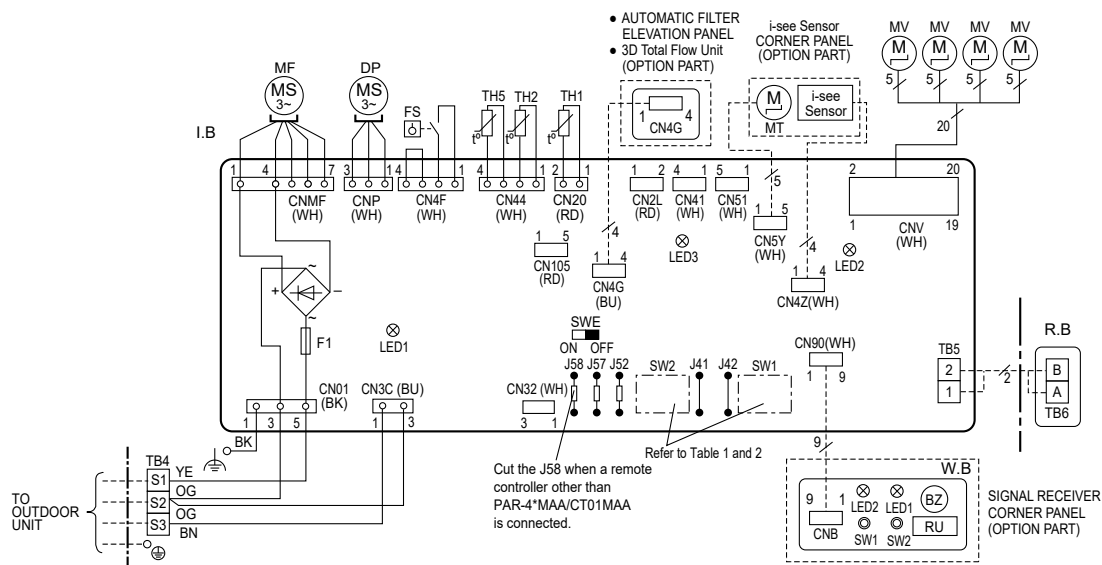 ● AUTOMATIC FILTER
ELEVATION PANEL
● 3D Total Flow Unit
(OPTION PART)
1 4
CN4G
i-see Sensor
CORNER PANEL
(OPTION PART)
M
MT
i-see
Sensor
MV MV MV MV
M M M M
5 5 5 5
20
MF DP
MS
3~
MS
3~
FS
TH5 TH2 TH1
t° t° t°
I.B
1 4 7
CNMF
(WH)
3 1
CNP
(WH)
4 1
CN4F
(WH)
4 1
CN44
(WH)
2 1
CN20
(RD)
1 2
CN2L
(RD)
4 1
CN41
(WH)
5 1
CN51
(WH)
5
1 5
CN5Y
(WH)
2 20
1 19
CNV
(WH)
1 5
CN105
(RD)
4
1 4
CN4G
(BU)
LED3
4
1 4
CN4Z(WH)
LED2
~
+ −
~
F1
LED1
SWE
ON OFF
J58 J57 J52 SW2 J41 J42 SW1
CN90(WH)
1 9
TB5
2
1
2
R.B
B
A
TB6
CN01
(BK)
1 3 5
CN3C (BU)
1 3
CN32 (WH)
3 1
Refer to Table 1 and 2
Cut the J58 when a remote
controller other than
PAR-4*MAA/CT01MAA
is connected.
BK
TB4
S1 YE
OG
S2
OG
S3
BN
TO
OUTDOOR
UNIT
9
W.B
9 1
CNB
LED2 LED1
SW1 SW2
BZ
RU
SIGNAL RECEIVER
CORNER PANEL
(OPTION PART)